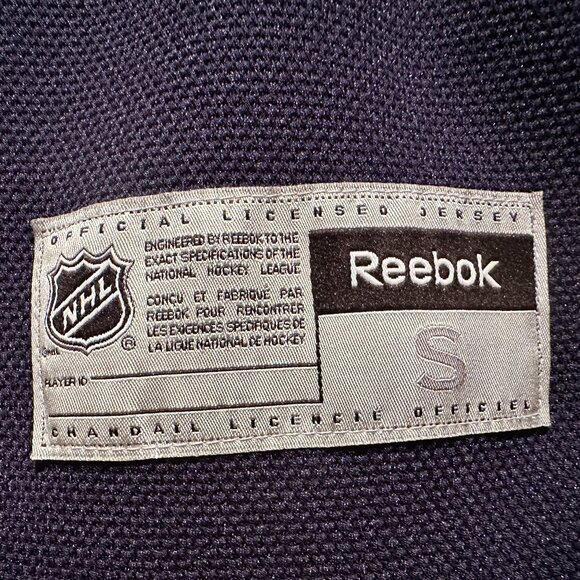 OFFICIAL LICENSED JERSEY
NHL
®
ENGINEERED BY REEBOK TO THE
EXACT SPECIFICATIONS OF THE
NATIONAL HOCKEY LEAGUE
CONÇU ET FABRIQUÉ PAR
REEBOK POUR RENCONTRER
LES EXIGENCES SPÉCIFIQUES DE
LA LIGUE NATIONAL DE HOCKEY
PLAYER ID
Reebok
S
CHANDAIL LICENCIÉ OFFICIEL